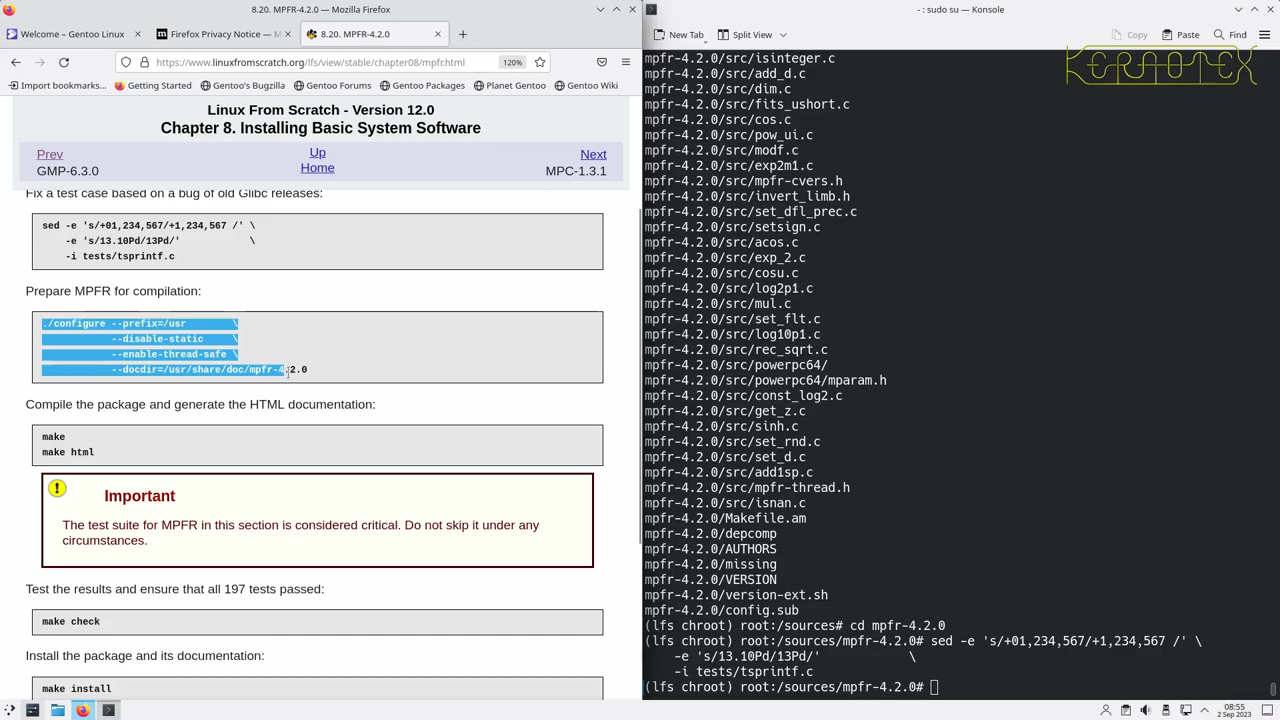 8.20. MPFR-4.2.0 — Mozilla Firefox
Welcome – Gentoo Linux
Firefox Privacy Notice — M
8.20. MPFR-4.2.0
https://www.linuxfromscratch.org/lfs/view/stable/chapter08/mpfr.html
120%
Import bookmarks...
Getting Started
Gentoo's Bugzilla
Gentoo Forums
Gentoo Packages
Planet Gentoo
Gentoo Wiki
Linux From Scratch - Version 12.0
Chapter 8. Installing Basic System Software
Prev
Up
Next
GMP-6.3.0
Home
MPC-1.3.1
Fix a test case based on a bug of old Glibc releases:
sed -e 's/+01,234,567/+1,234,567 /' \
-e 's/13.10Pd/13Pd/' \
-i tests/tsprintf.c
Prepare MPFR for compilation:
./configure --prefix=/usr \
--disable-static \
--enable-thread-safe \
--docdir=/usr/share/doc/mpfr-4.2.0
Compile the package and generate the HTML documentation:
make
make html
Important
The test suite for MPFR in this section is considered critical. Do not skip it under any
circumstances.
Test the results and ensure that all 197 tests passed:
make check
Install the package and its documentation:
make install
- : sudo su — Konsole
New Tab
Split View
Copy
Paste
Find
KERNOTEX
mpfr-4.2.0/src/isinteger.c
mpfr-4.2.0/src/add_d.c
mpfr-4.2.0/src/dim.c
mpfr-4.2.0/src/fits_ushort.c
mpfr-4.2.0/src/cos.c
mpfr-4.2.0/src/pow_ui.c
mpfr-4.2.0/src/modf.c
mpfr-4.2.0/src/exp2m1.c
mpfr-4.2.0/src/mpfr-cvers.h
mpfr-4.2.0/src/invert_limb.h
mpfr-4.2.0/src/set_dfl_prec.c
mpfr-4.2.0/src/setsign.c
mpfr-4.2.0/src/acos.c
mpfr-4.2.0/src/exp_2.c
mpfr-4.2.0/src/cosu.c
mpfr-4.2.0/src/log2p1.c
mpfr-4.2.0/src/mul.c
mpfr-4.2.0/src/set_flt.c
mpfr-4.2.0/src/log10p1.c
mpfr-4.2.0/src/rec_sqrt.c
mpfr-4.2.0/src/powerpc64/
mpfr-4.2.0/src/powerpc64/mparam.h
mpfr-4.2.0/src/const_log2.c
mpfr-4.2.0/src/get_z.c
mpfr-4.2.0/src/sinh.c
mpfr-4.2.0/src/set_rnd.c
mpfr-4.2.0/src/set_d.c
mpfr-4.2.0/src/add1sp.c
mpfr-4.2.0/src/mpfr-thread.h
mpfr-4.2.0/src/isnan.c
mpfr-4.2.0/Makefile.am
mpfr-4.2.0/depcomp
mpfr-4.2.0/AUTHORS
mpfr-4.2.0/missing
mpfr-4.2.0/VERSION
mpfr-4.2.0/version-ext.sh
mpfr-4.2.0/config.sub
(lfs chroot) root:/sources# cd mpfr-4.2.0
(lfs chroot) root:/sources/mpfr-4.2.0# sed -e 's/+01,234,567/+1,234,567 /' \
-e 's/13.10Pd/13Pd/' \
-i tests/tsprintf.c
(lfs chroot) root:/sources/mpfr-4.2.0#
08:55
2 Sep 2023